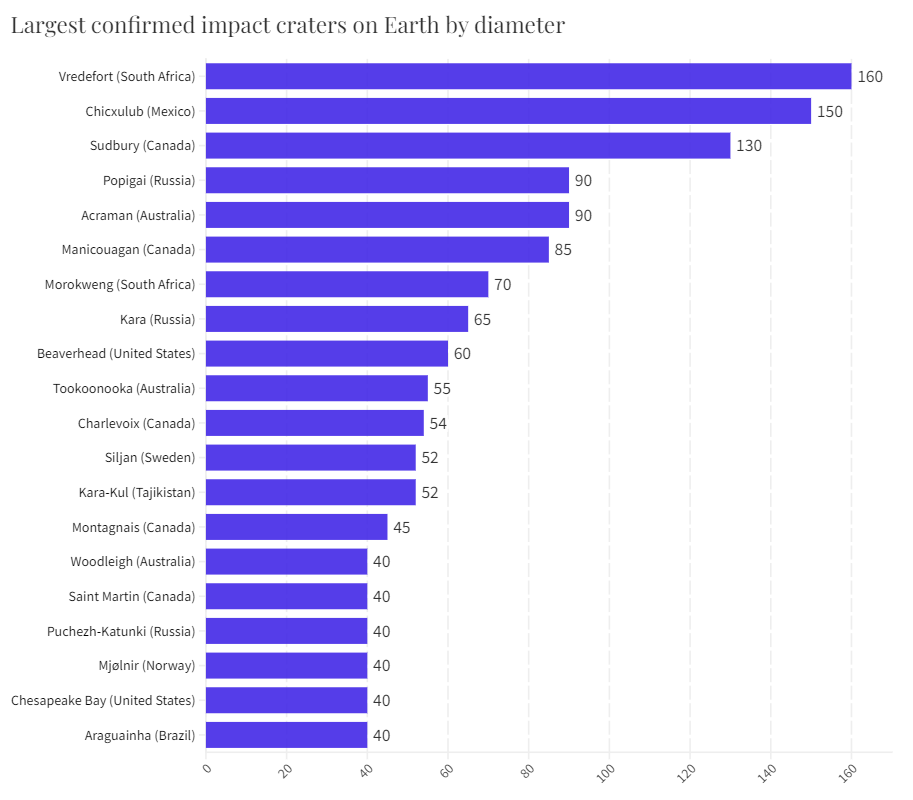 Largest confirmed impact craters on Earth by diameter
Vredefort (South Africa) 160
Chicxulub (Mexico) 150
Sudbury (Canada) 130
Popigai (Russia) 90
Acraman (Australia) 90
Manicouagan (Canada) 85
Morokweng (South Africa) 70
Kara (Russia) 65
Beaverhead (United States) 60
Tookoonooka (Australia) 55
Charlevoix (Canada) 54
Siljan (Sweden) 52
Kara-Kul (Tajikistan) 52
Montagnais (Canada) 45
Woodleigh (Australia) 40
Saint Martin (Canada) 40
Puchezh-Katunki (Russia) 40
Mjølnir (Norway) 40
Chesapeake Bay (United States) 40
Araguainha (Brazil) 40
0 20 40 60 80 100 120 140 160